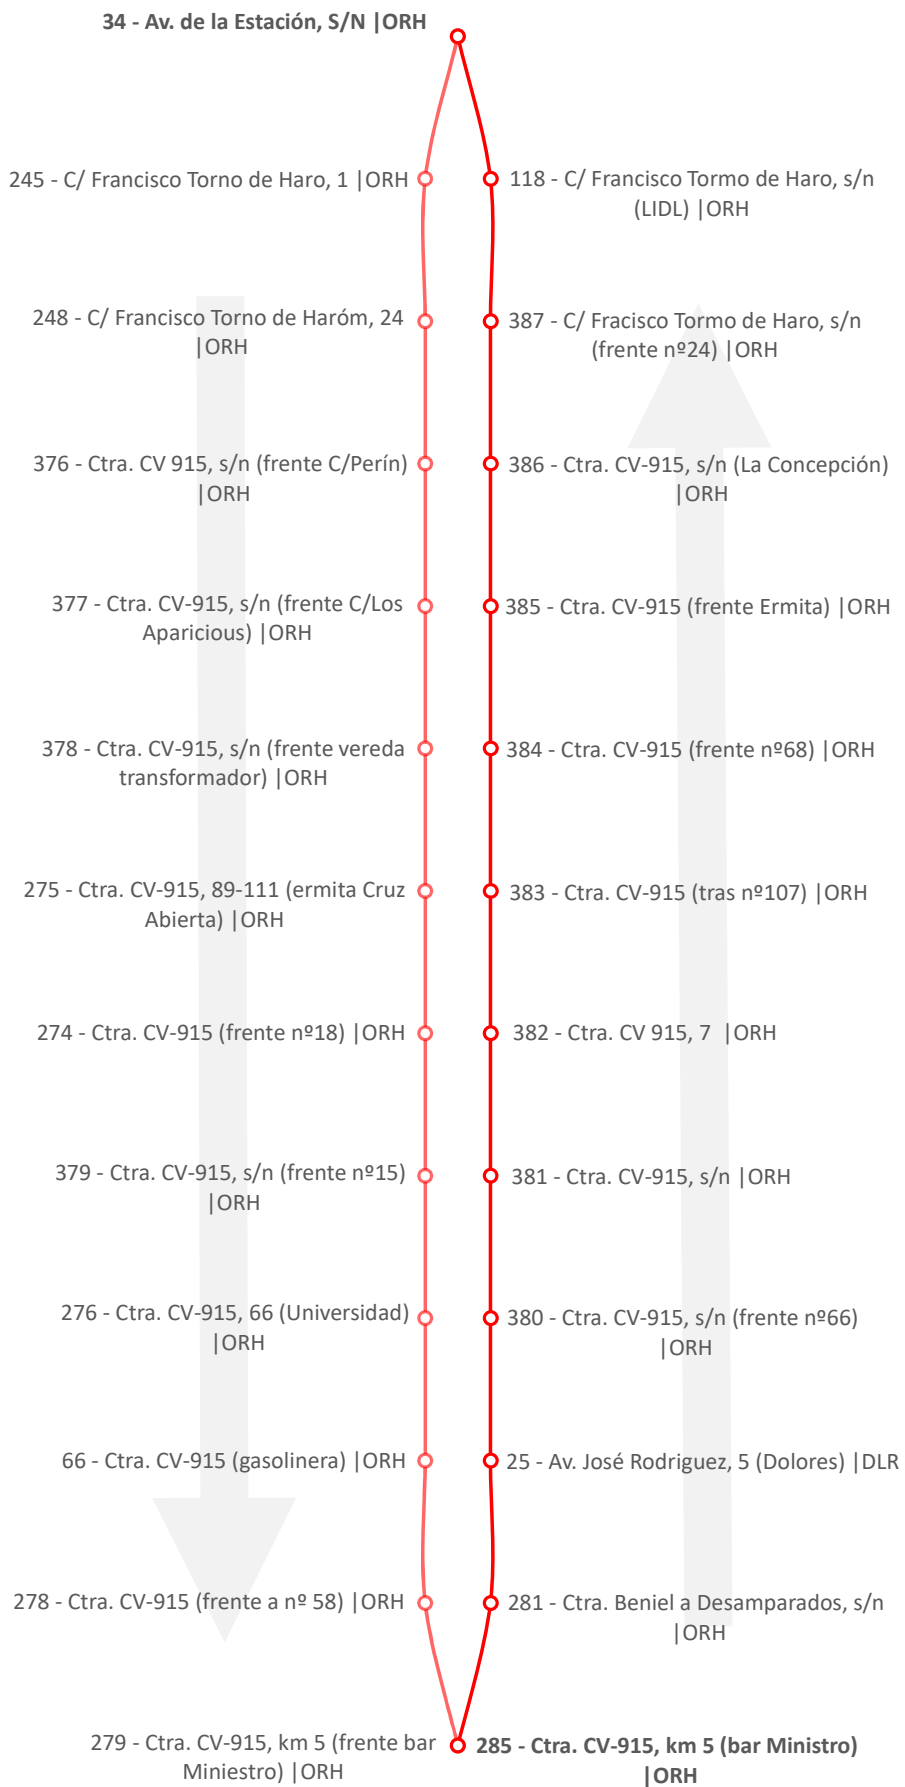 34 - Av. de la Estación, S/N |ORH
245 - C/ Francisco Torno de Haro, 1 |ORH
118 - C/ Francisco Tormo de Haro, s/n
(LIDL) |ORH
248 - C/ Francisco Torno de Haróm, 24
|ORH
387 - C/ Fracisco Tormo de Haro, s/n
(frente nº24) |ORH
376 - Ctra. CV 915, s/n (frente C/Perín)
|ORH
386 - Ctra. CV-915, s/n (La Concepción)
|ORH
377 - Ctra. CV-915, s/n (frente C/Los
Aparicious) |ORH
385 - Ctra. CV-915 (frente Ermita) |ORH
378 - Ctra. CV-915, s/n (frente vereda
transformador) |ORH
384 - Ctra. CV-915 (frente nº68) |ORH
275 - Ctra. CV-915, 89-111 (ermita Cruz
Abierta) |ORH
383 - Ctra. CV-915 (tras nº107) |ORH
274 - Ctra. CV-915 (frente nº18) |ORH
382 - Ctra. CV 915, 7 |ORH
379 - Ctra. CV-915, s/n (frente nº15)
|ORH
381 - Ctra. CV-915, s/n |ORH
276 - Ctra. CV-915, 66 (Universidad)
|ORH
380 - Ctra. CV-915, s/n (frente nº66)
|ORH
66 - Ctra. CV-915 (gasolinera) |ORH
25 - Av. José Rodriguez, 5 (Dolores) |DLR
278 - Ctra. CV-915 (frente a nº 58) |ORH
281 - Ctra. Beniel a Desamparados, s/n
|ORH
279 - Ctra. CV-915, km 5 (frente bar
Miniestro) |ORH
285 - Ctra. CV-915, km 5 (bar Ministro)
|ORH